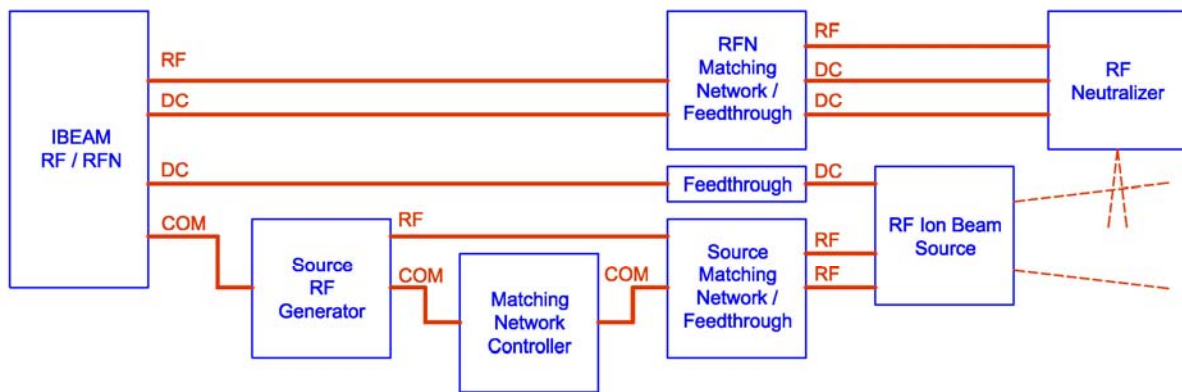 IBEAM
RF / RFN
RF
DC
DC
COM
RFN
Matching
Network /
Feedthrough
RF
DC
DC
RF
Neutralizer
Feedthrough
DC
Source
RF
Generator
RF
COM
Matching
Network
Controller
COM
Source
Matching
Network /
Feedthrough
RF
RF
RF Ion Beam
Source